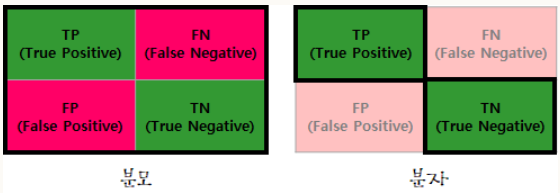 TP
(True Positive)
FN
(False Negative)
FP
(False Positive)
TN
(True Negative)
분모
TP
(True Positive)
FN
(False Negative)
FP
(False Positive)
TN
(True Negative)
분자